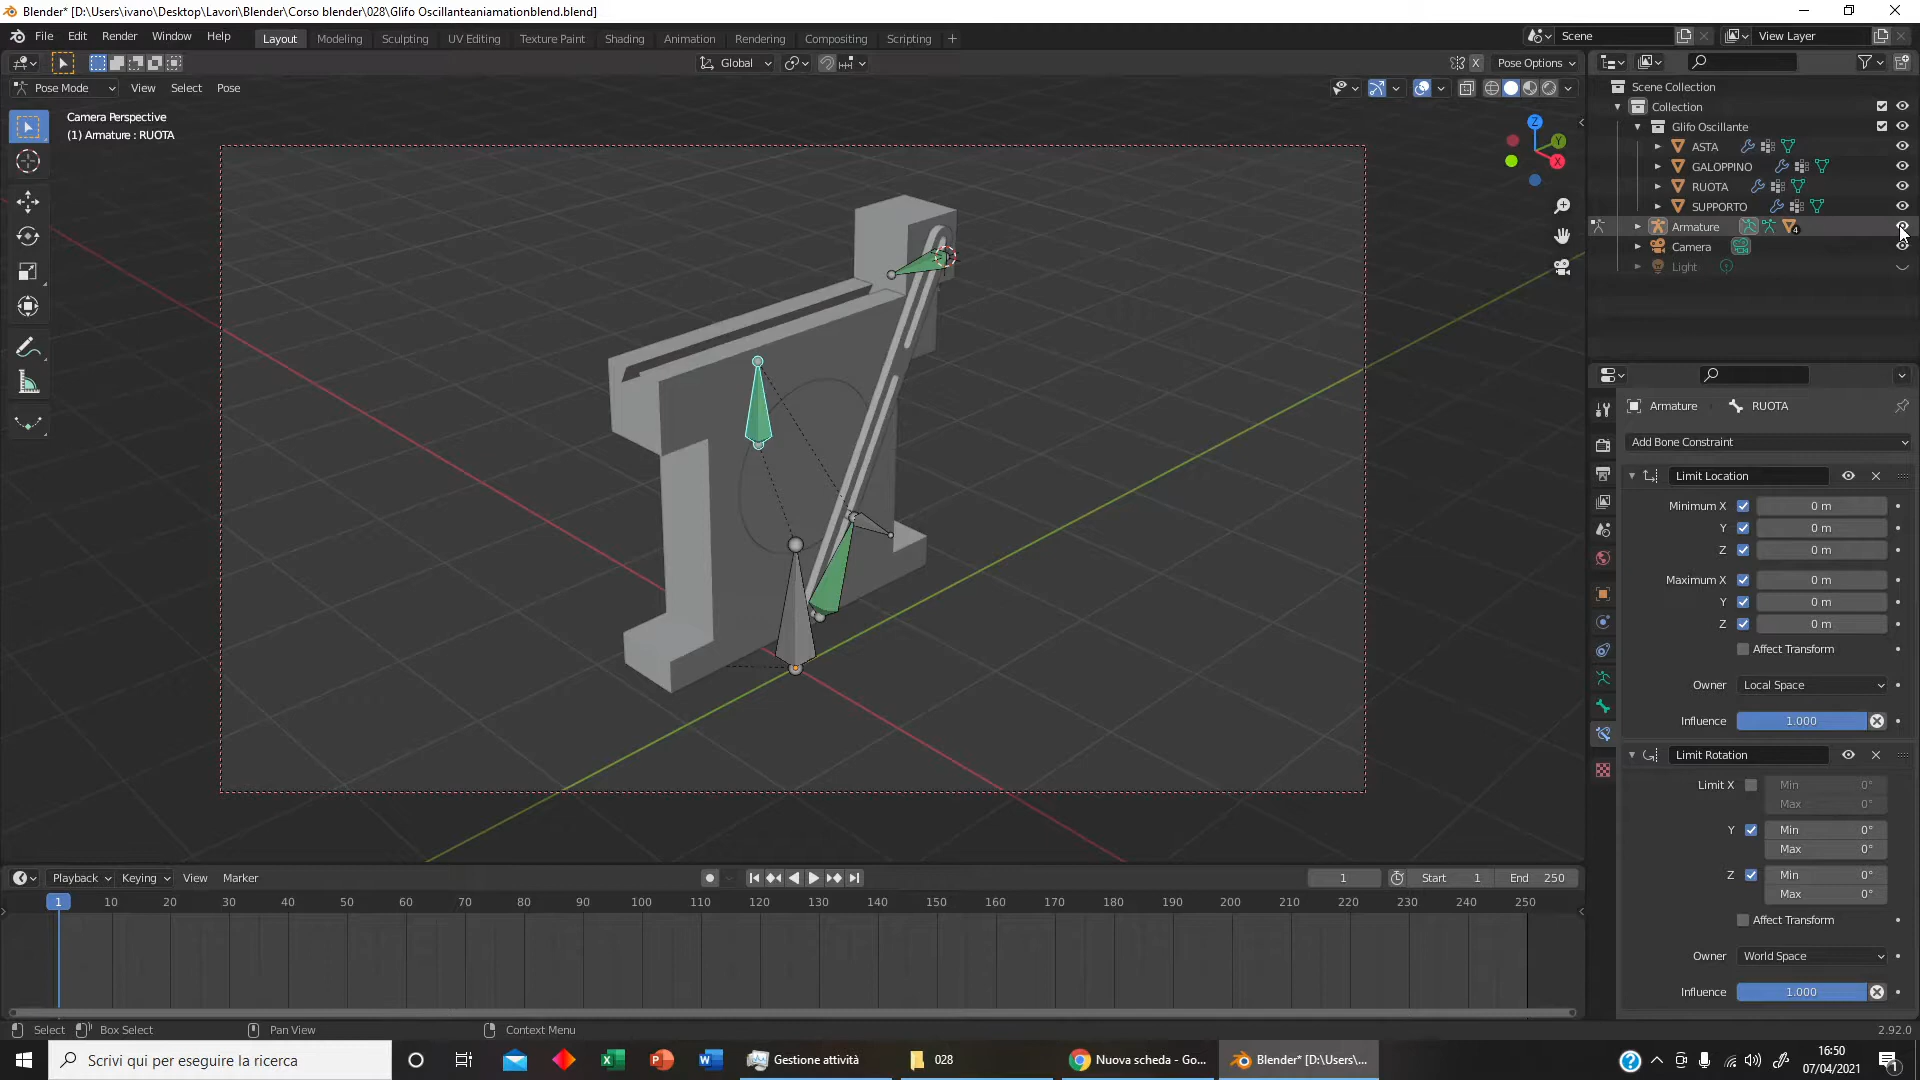 Blender* [D:\Users\ivano\Desktop\Lavori\Blender\Corso blender\028\Glifo Oscillanteaniamationblend.blend]
File Edit Render Window Help Layout Modeling Sculpting UV Editing Texture Paint Shading Animation Rendering Compositing Scripting + Scene View Layer
Global X Pose Options
Pose Mode View Select Pose
Camera Perspective
(1) Armature : RUOTA
Z
Y
X
Scene Collection
Collection
Glifo Oscillante
ASTA
GALOPPINO
RUOTA
SUPPORTO
Armature 4
Camera
Light
Armature RUOTA
Add Bone Constraint
Limit Location
Minimum X 0 m
Y 0 m
Z 0 m
Maximum X 0 m
Y 0 m
Z 0 m
Affect Transform
Owner Local Space
Influence 1.000
Limit Rotation
Limit X Min 0°
Max 0°
Y Min 0°
Max 0°
Z Min 0°
Max 0°
Affect Transform
Owner World Space
Influence 1.000
Playback Keying View Marker 1 Start 1 End 250
1 10 20 30 40 50 60 70 80 90 100 110 120 130 140 150 160 170 180 190 200 210 220 230 240 250
Select Box Select Pan View Context Menu 2.92.0
Scrivi qui per eseguire la ricerca Gestione attività 028 Nuova scheda - Go... Blender* [D:\Users\... 16:50
07/04/2021 1